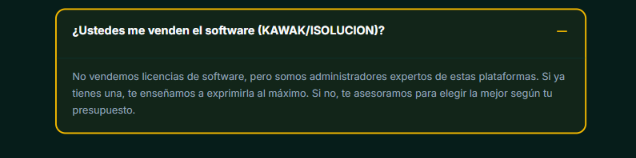 ¿Ustedes me venden el software (KAWAK/ISOLUCION)?
No vendemos licencias de software, pero somos administradores expertos de estas plataformas. Si ya
tienes una, te enseñamos a exprimirla al máximo. Si no, te asesoramos para elegir la mejor según tu
presupuesto.